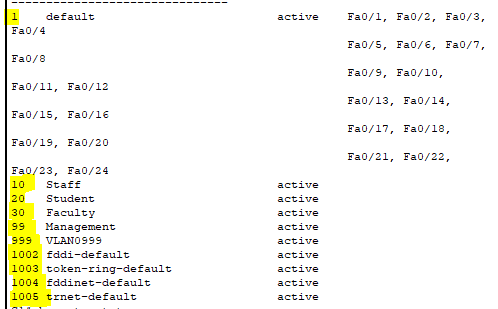 --------------------------------
1 default active Fa0/1, Fa0/2, Fa0/3,
Fa0/4
Fa0/5, Fa0/6, Fa0/7,
Fa0/8
Fa0/9, Fa0/10,
Fa0/11, Fa0/12
Fa0/13, Fa0/14,
Fa0/15, Fa0/16
Fa0/17, Fa0/18,
Fa0/19, Fa0/20
Fa0/21, Fa0/22,
Fa0/23, Fa0/24
10 Staff active
20 Student active
30 Faculty active
99 Management active
999 VLAN0999 active
1002 fddi-default active
1003 token-ring-default active
1004 fddinet-default active
1005 trnet-default active